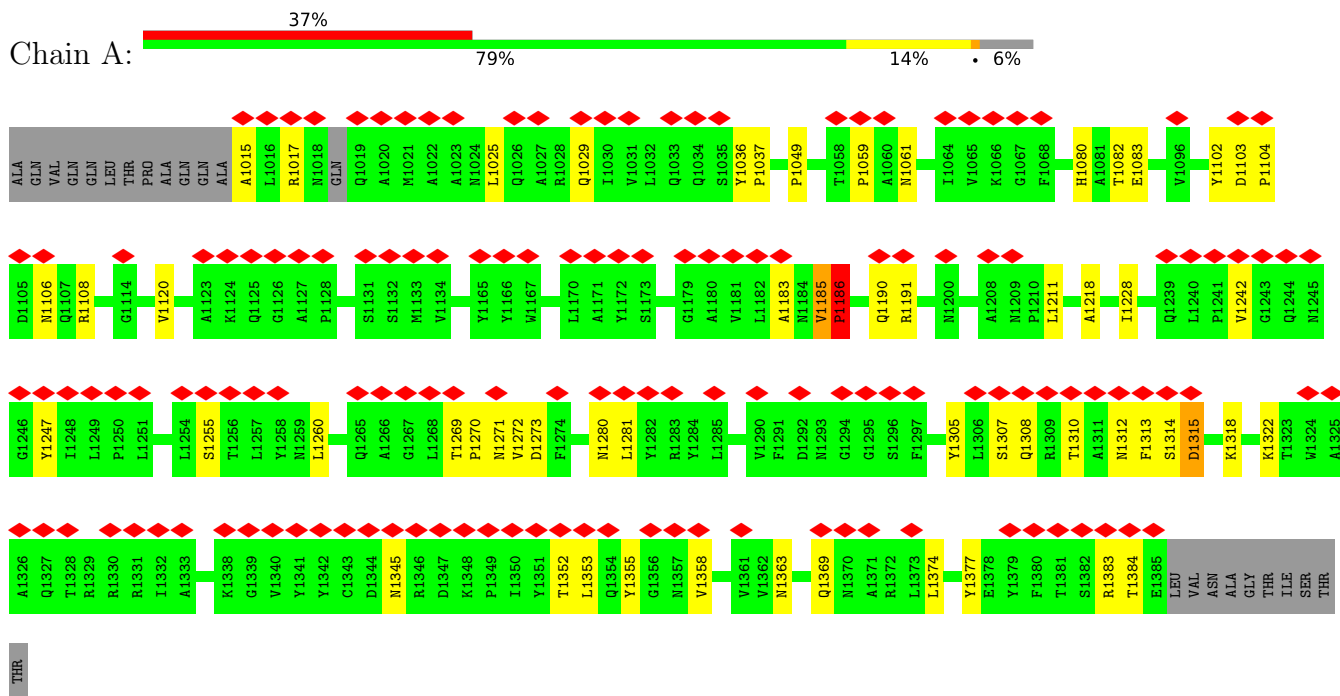 37%
Chain A:
79% 14% • 6%
ALA GLN VAL GLN GLN LEU THR PRO ALA GLN GLN ALA A1015 L1016 R1017 N1018 GLN Q1019 A1020 M1021 A1022 A1023 N1024 L1025 Q1026 A1027 R1028 Q1029 I1030 V1031 L1032 Q1033 Q1034 S1035 Y1036 P1037 P1049 T1058 P1059 A1060 N1061 I1064 V1065 K1066 G1067 F1068 H1080 A1081 T1082 E1083 V1096 Y1102 D1103 P1104
D1105 N1106 Q1107 R1108 G1114 V1120 A1123 K1124 Q1125 G1126 A1127 P1128 S1131 S1132 M1133 V1134 Y1165 Y1166 W1167 L1170 A1171 Y1172 S1173 G1179 A1180 V1181 L1182 A1183 N1184 V1185 P1186 Q1190 R1191 N1200 A1208 N1209 P1210 L1211 A1218 I1228 Q1239 L1240 P1241 V1242 G1243 Q1244 N1245
G1246 Y1247 I1248 L1249 P1250 L1251 L1254 S1255 T1256 L1257 Y1258 N1259 L1260 Q1265 A1266 G1267 L1268 T1269 P1270 N1271 V1272 D1273 F1274 N1280 L1281 Y1282 R1283 Y1284 L1285 V1290 F1291 D1292 N1293 G1294 G1295 S1296 F1297 Y1305 L1306 S1307 Q1308 R1309 T1310 A1311 N1312 F1313 S1314 D1315 K1318 K1322 T1323 W1324 A1325
A1326 Q1327 T1328 R1329 R1330 R1331 I1332 A1333 K1338 G1339 V1340 Y1341 Y1342 C1343 D1344 N1345 R1346 D1347 K1348 P1349 I1350 Y1351 T1352 L1353 Q1354 Y1355 G1356 N1357 V1358 V1361 V1362 N1363 Q1369 N1370 A1371 R1372 L1373 L1374 Y1377 E1378 Y1379 F1380 T1381 S1382 R1383 T1384 E1385 LEU VAL ASN ALA GLY THR ILE SER THR
THR